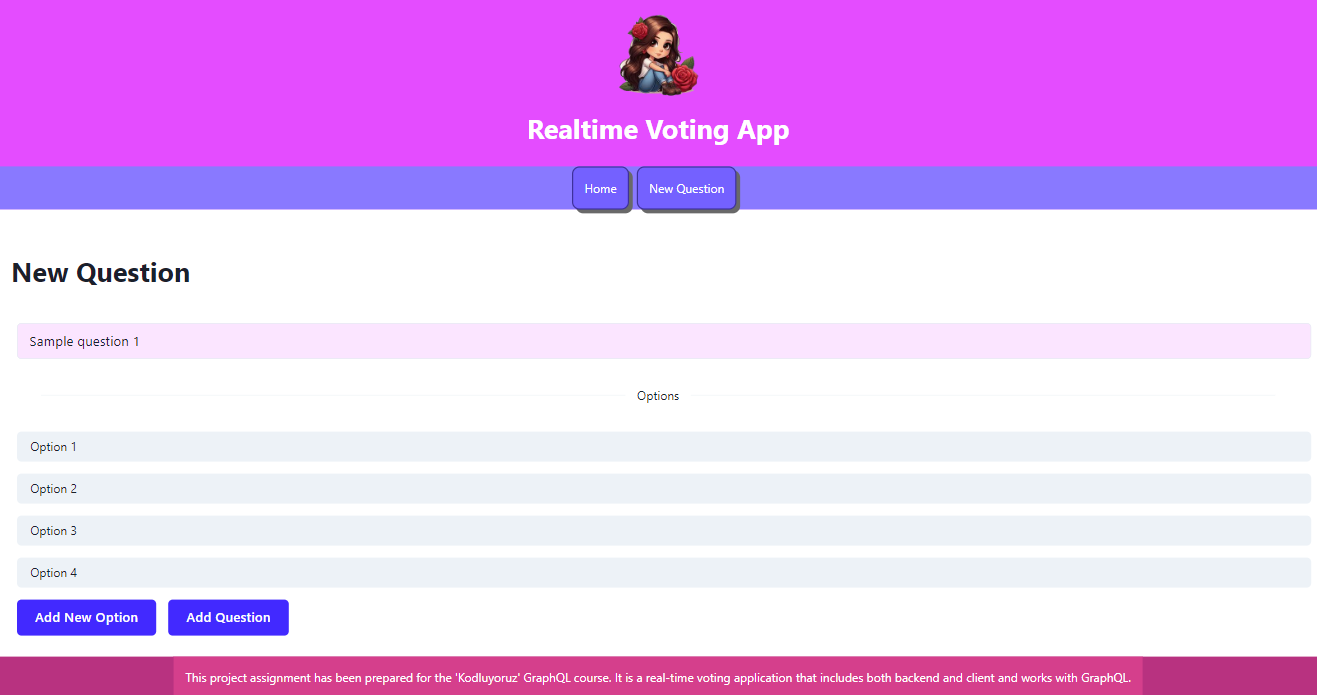 Realtime Voting App
Home New Question
New Question
Sample question 1
Options
Option 1
Option 2
Option 3
Option 4
Add New Option Add Question
This project assignment has been prepared for the 'Kodluyoruz' GraphQL course. It is a real-time voting application that includes both backend and client and works with GraphQL.